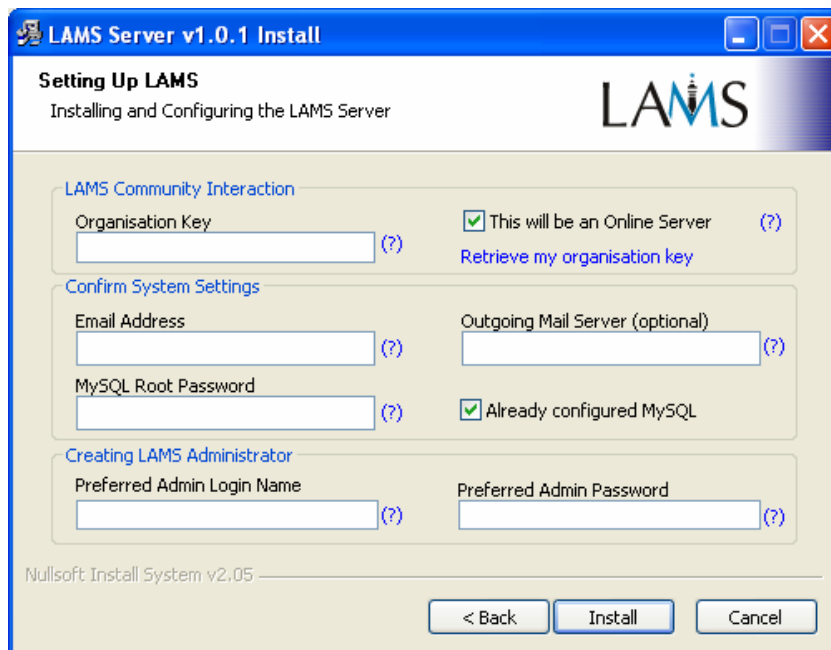 LAMS Server v1.0.1 Install
Setting Up LAMS
Installing and Configuring the LAMS Server
LAMS
LAMS Community Interaction
Organisation Key
(?)
This will be an Online Server (?)
Retrieve my organisation key
Confirm System Settings
Email Address
(?)
Outgoing Mail Server (optional)
(?)
MySQL Root Password
(?)
Already configured MySQL
Creating LAMS Administrator
Preferred Admin Login Name
(?)
Preferred Admin Password
(?)
Nullsoft Install System v2.05
< Back Install Cancel